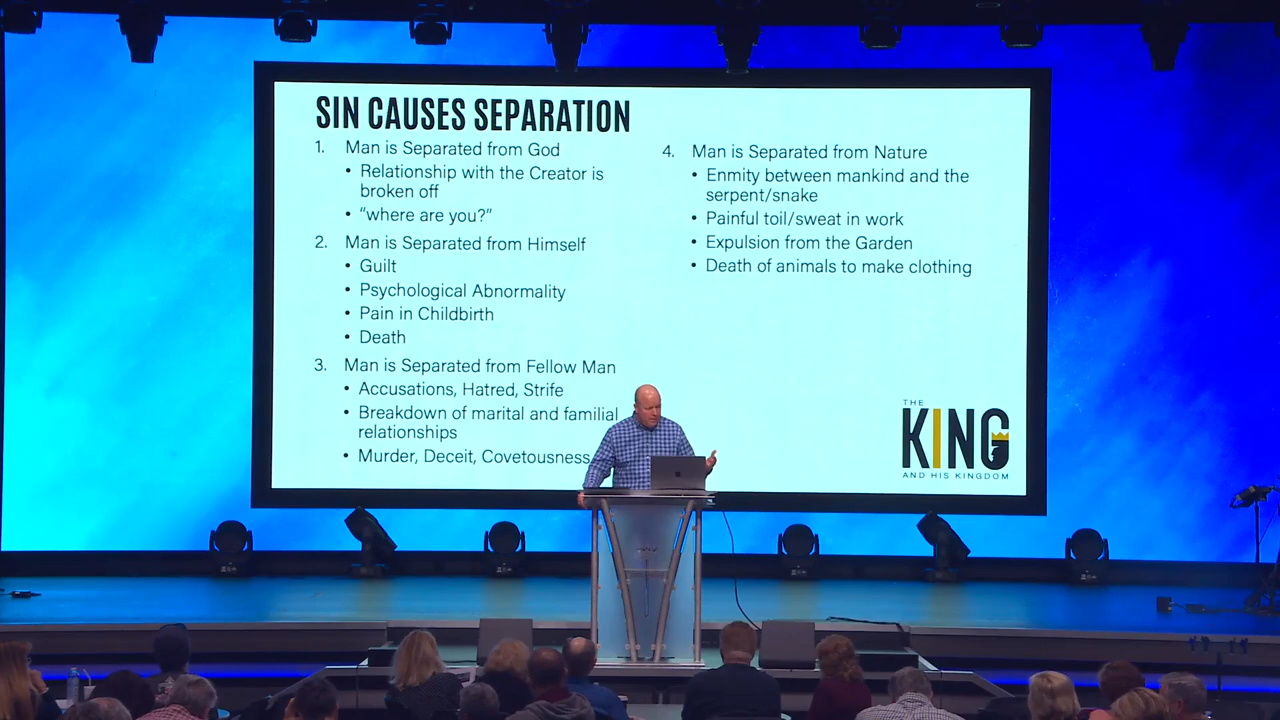 SIN CAUSES SEPARATION
1. Man is Separated from God
• Relationship with the Creator is
broken off
• “where are you?”
2. Man is Separated from Himself
• Guilt
• Psychological Abnormality
• Pain in Childbirth
• Death
3. Man is Separated from Fellow Man
• Accusations, Hatred, Strife
• Breakdown of marital and familial
relationships
• Murder, Deceit, Covetousness
4. Man is Separated from Nature
• Enmity between mankind and the
serpent/snake
• Painful toil/sweat in work
• Expulsion from the Garden
• Death of animals to make clothing
THE
KING
AND HIS KINGDOM